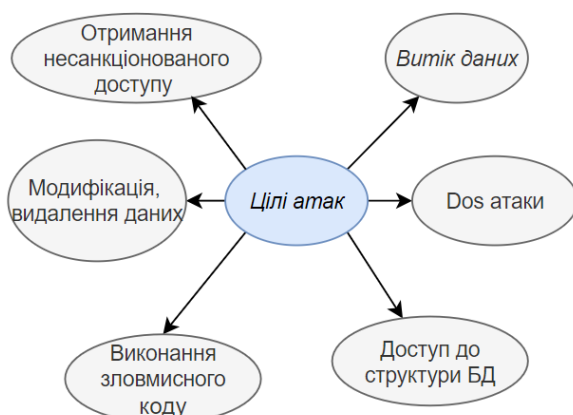 Отримання
несанкціонованого
доступу
Витік даних
Модифікація,
видалення даних
Цілі атак
Dos атаки
Виконання
зловмисного
коду
Доступ до
структури БД